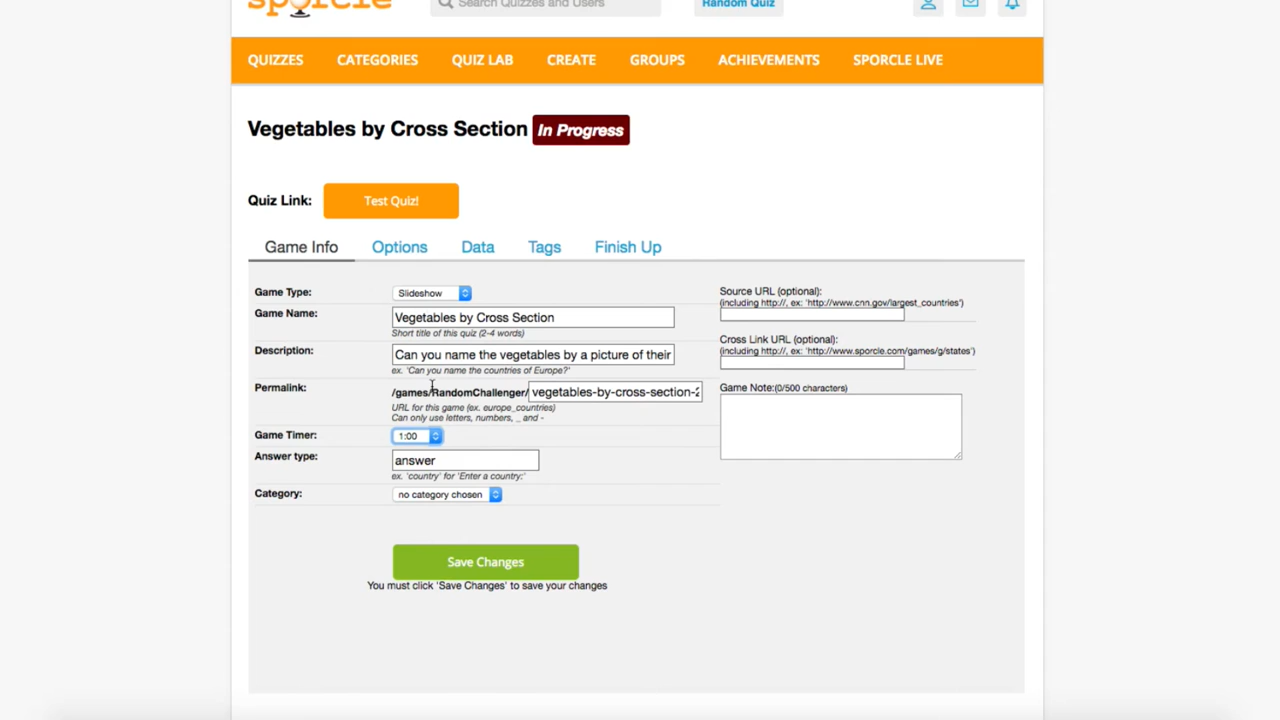 sporcle
Search Quizzes and Users
Random Quiz
QUIZZES CATEGORIES QUIZ LAB CREATE GROUPS ACHIEVEMENTS SPORCLE LIVE
Vegetables by Cross Section In Progress
Quiz Link: Test Quiz!
Game Info Options Data Tags Finish Up
Game Type: Slideshow
Game Name: Vegetables by Cross Section
Short title of this quiz (2-4 words)
Description: Can you name the vegetables by a picture of their
ex. 'Can you name the countries of Europe?'
Permalink: /games/RandomChallenger/ vegetables-by-cross-section-2
URL for this game (ex. europe_countries)
Can only use letters, numbers, _ and -
Game Timer: 1:00
Answer type: answer
ex. 'country' for 'Enter a country:'
Category: no category chosen
Save Changes
You must click 'Save Changes' to save your changes
Source URL (optional):
(including http://, ex: 'http://www.cnn.gov/largest_countries')
Cross Link URL (optional):
(including http://, ex: 'http://www.sporcle.com/games/g/states')
Game Note:(0/500 characters)